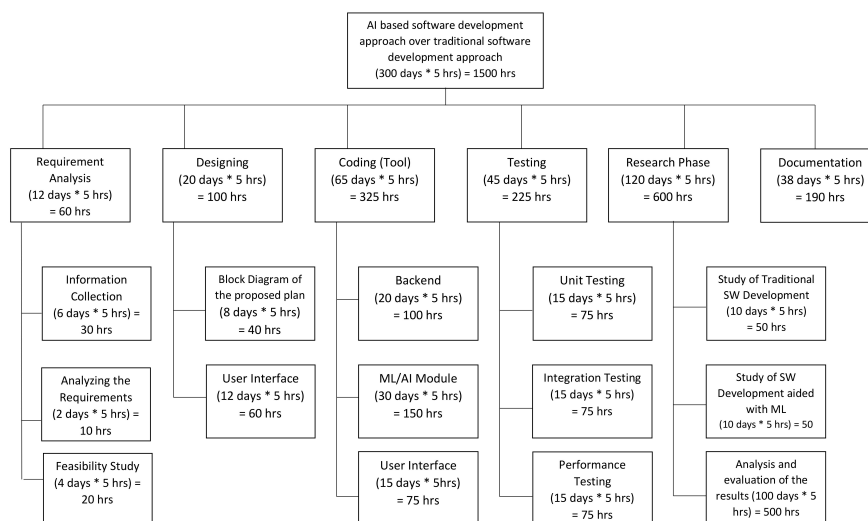 AI based software development
approach over traditional software
development approach
(300 days * 5 hrs) = 1500 hrs
Requirement
Analysis
(12 days * 5 hrs)
= 60 hrs
Designing
(20 days * 5 hrs)
= 100 hrs
Coding (Tool)
(65 days * 5 hrs)
= 325 hrs
Testing
(45 days * 5 hrs)
= 225 hrs
Research Phase
(120 days * 5 hrs)
= 600 hrs
Documentation
(38 days * 5 hrs)
= 190 hrs
Information
Collection
(6 days * 5 hrs) =
30 hrs
Block Diagram of
the proposed plan
(8 days * 5 hrs)
= 40 hrs
Backend
(20 days * 5 hrs)
= 100 hrs
Unit Testing
(15 days * 5 hrs)
= 75 hrs
Study of Traditional
SW Development
(10 days * 5 hrs)
= 50 hrs
Analyzing the
Requirements
(2 days * 5 hrs) =
10 hrs
User Interface
(12 days * 5 hrs)
= 60 hrs
ML/AI Module
(30 days * 5 hrs)
= 150 hrs
Integration Testing
(15 days * 5 hrs)
= 75 hrs
Study of SW
Development aided
with ML
(10 days * 5 hrs) = 50
Feasibility Study
(4 days * 5 hrs) =
20 hrs
User Interface
(15 days * 5hrs)
= 75 hrs
Performance
Testing
(15 days * 5 hrs)
= 75 hrs
Analysis and
evaluation of the
results (100 days * 5
hrs) = 500 hrs